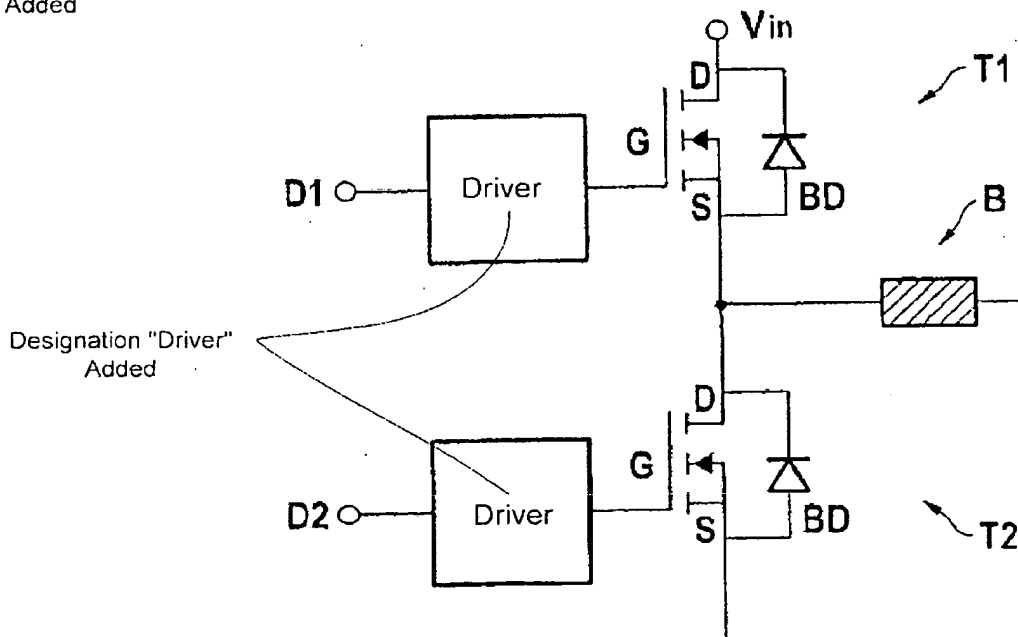 Added
Vin
D
T1
G
Driver
D1
S
BD
B
Designation "Driver"
Added
D
G
Driver
D2
S
BD
T2